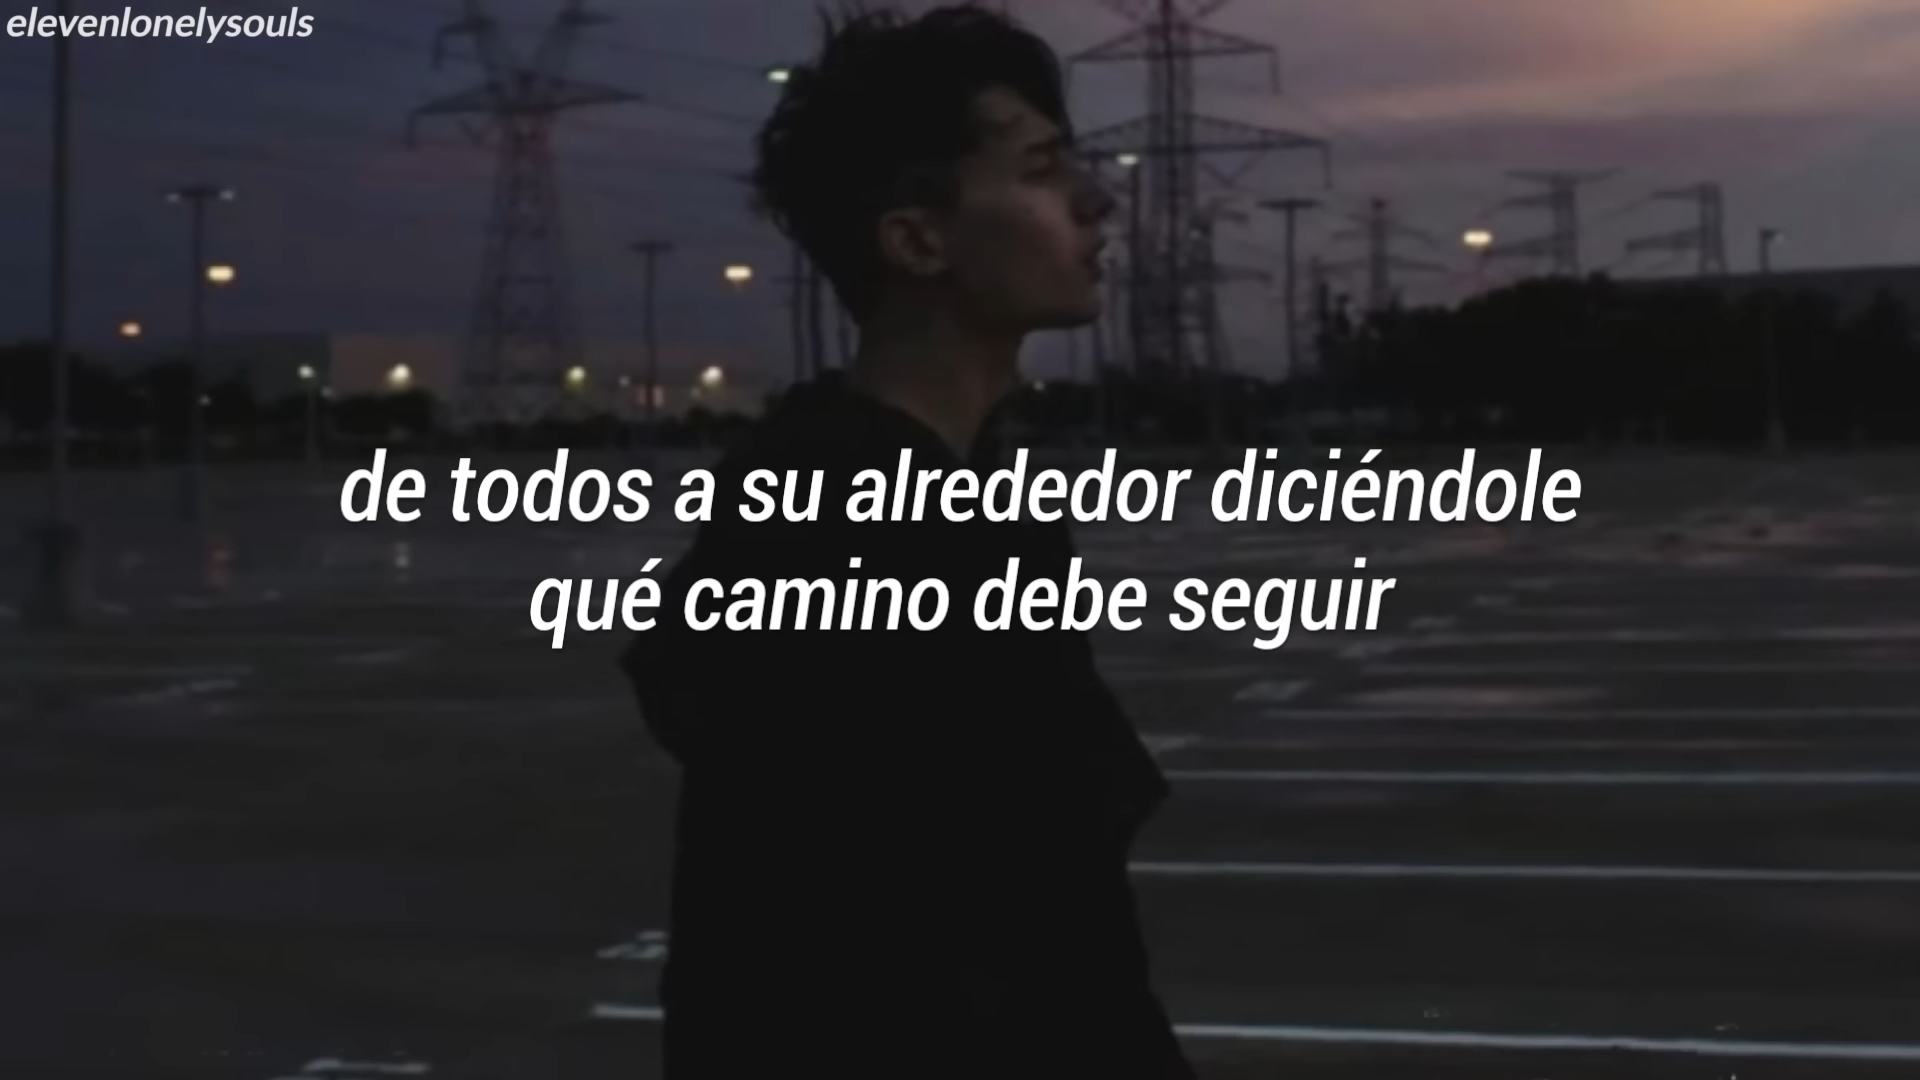 elevenlonelysouls
de todos a su alrededor diciéndole
qué camino debe seguir